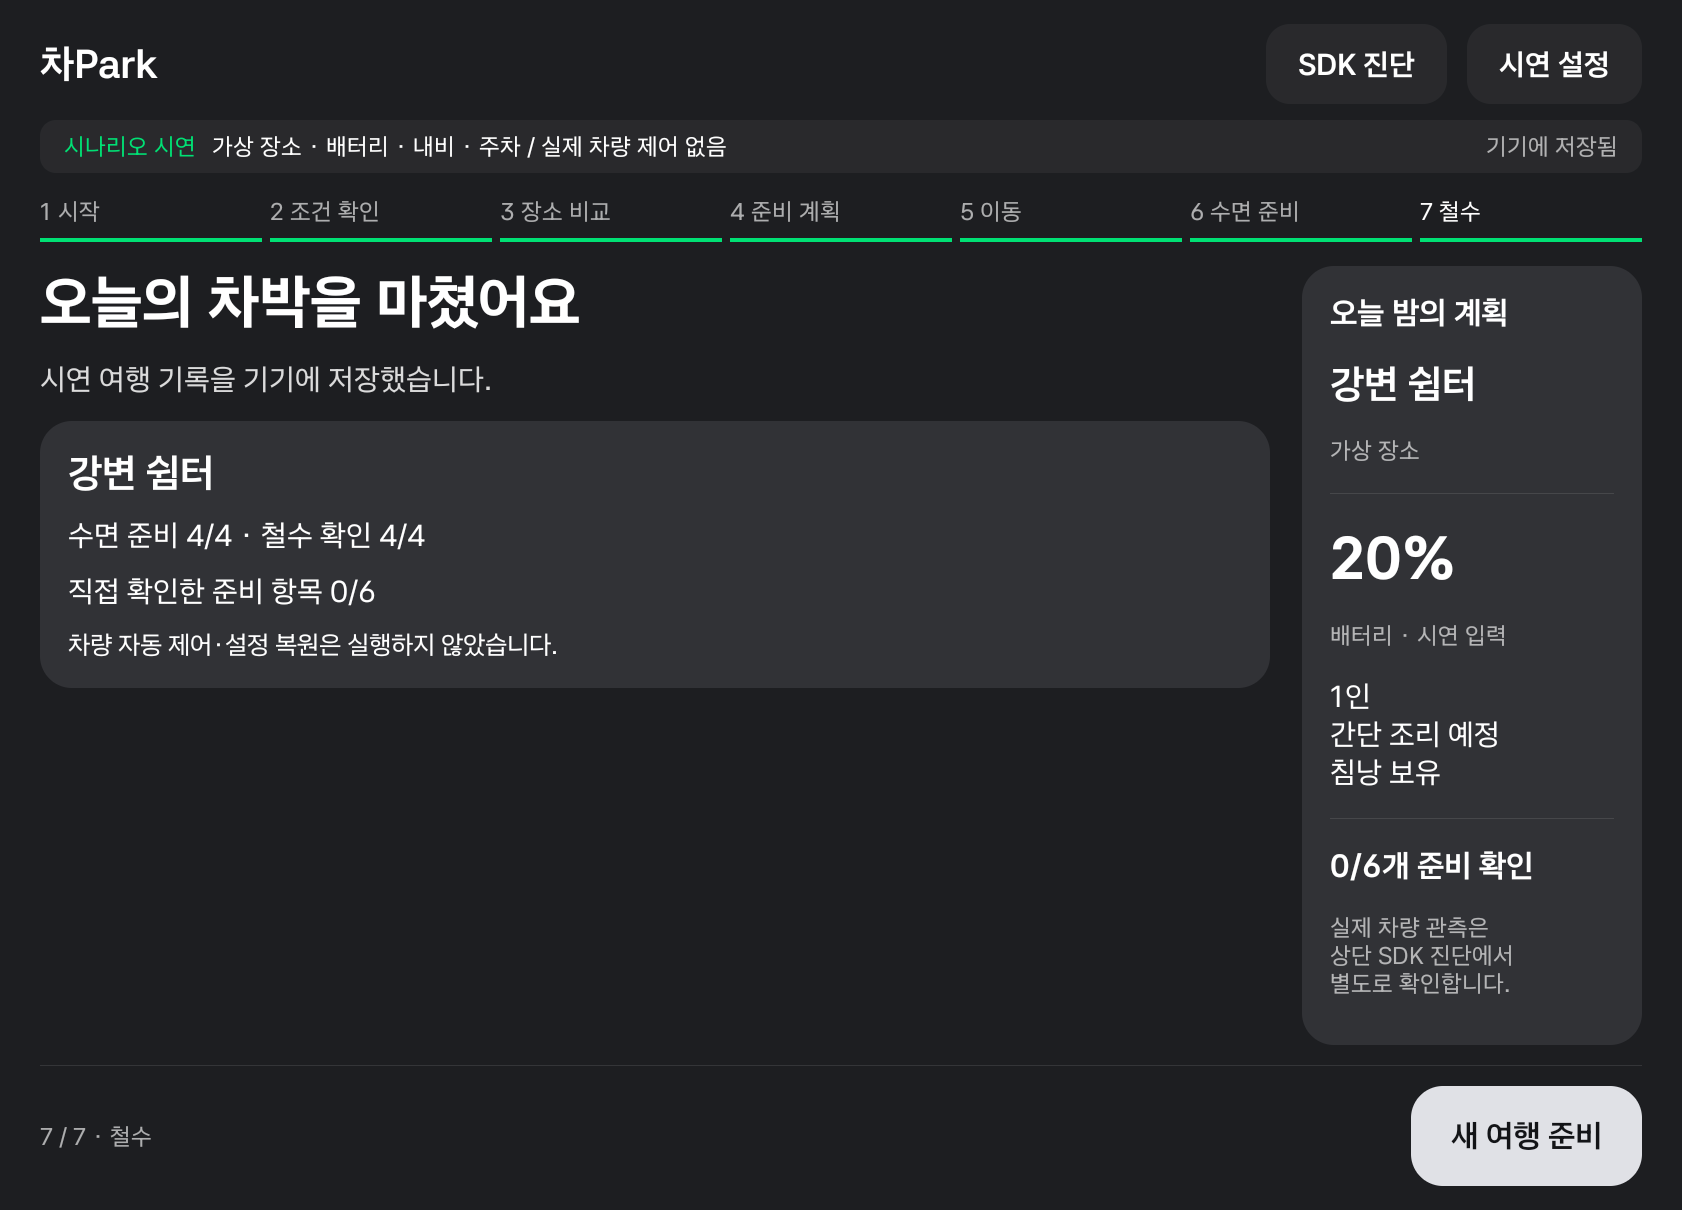 차Park
SDK 진단
시연 설정
시나리오 시연 가상 장소 · 배터리 · 내비 · 주차 / 실제 차량 제어 없음
기기에 저장됨
1 시작
2 조건 확인
3 장소 비교
4 준비 계획
5 이동
6 수면 준비
7 철수
오늘의 차박을 마쳤어요
시연 여행 기록을 기기에 저장했습니다.
강변 쉼터
수면 준비 4/4 · 철수 확인 4/4
직접 확인한 준비 항목 0/6
차량 자동 제어·설정 복원은 실행하지 않았습니다.
오늘 밤의 계획
강변 쉼터
가상 장소
20%
배터리 · 시연 입력
1인
간단 조리 예정
침낭 보유
0/6개 준비 확인
실제 차량 관측은
상단 SDK 진단에서
별도로 확인합니다.
7 / 7 · 철수
새 여행 준비